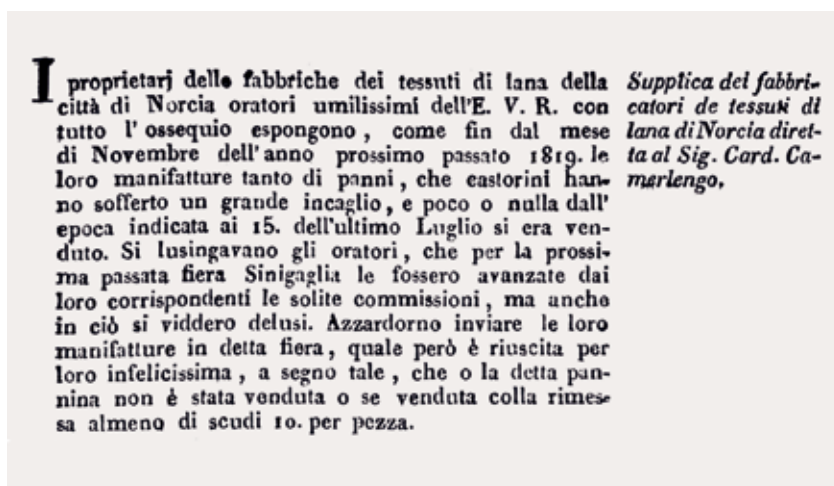 I proprietarj delle fabbriche dei tessuti di lana della
città di Norcia oratori umilissimi dell'E. V. R. con
tutto l' ossequio espongono, come fin dal mese
di Novembre dell' anno prossimo passato 1819. le
loro manifatture tanto di panni, che castorini han-
no sofferto un grande incaglio, e poco o nulla dall'
epoca indicata ai 15. dell'ultimo Luglio si era ven-
duto. Si lusingavano gli oratori, che per la prossi-
ma passata fiera Sinigaglia le fossero avanzate dai
loro corrispondenti le solite commissioni, ma anche
in ciò si viddero delusi. Azzardorno inviare le loro
manifatture in detta fiera, quale però è riuscita per
loro infelicissima, a segno tale, che o la detta pan-
nina non è stata venduta o se venduta colla rimes-
sa almeno di scudi 10. per pezza.
Supplica dei fabbri-
catori de tessuti di
lana di Norcia diret-
ta al Sig. Card. Ca-
merlengo.